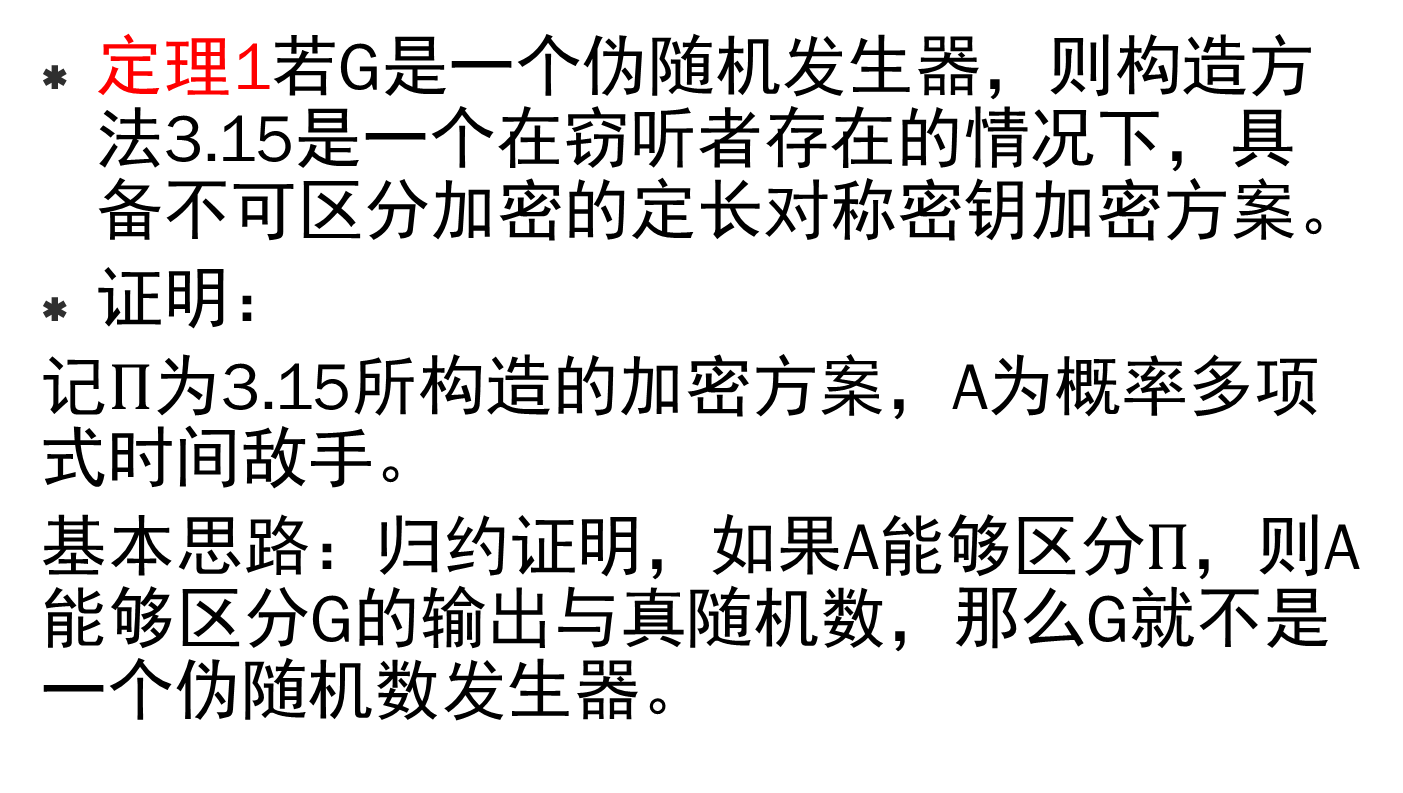 * 定理1若G是一个伪随机发生器，则构造方
法3.15是一个在窃听者存在的情况下，具
备不可区分加密的定长对称密钥加密方案。
* 证明：
记Π为3.15所构造的加密方案，A为概率多项
式时间敌手。
基本思路：归约证明，如果A能够区分Π，则A
能够区分G的输出与真随机数，那么G就不是
一个伪随机数发生器。